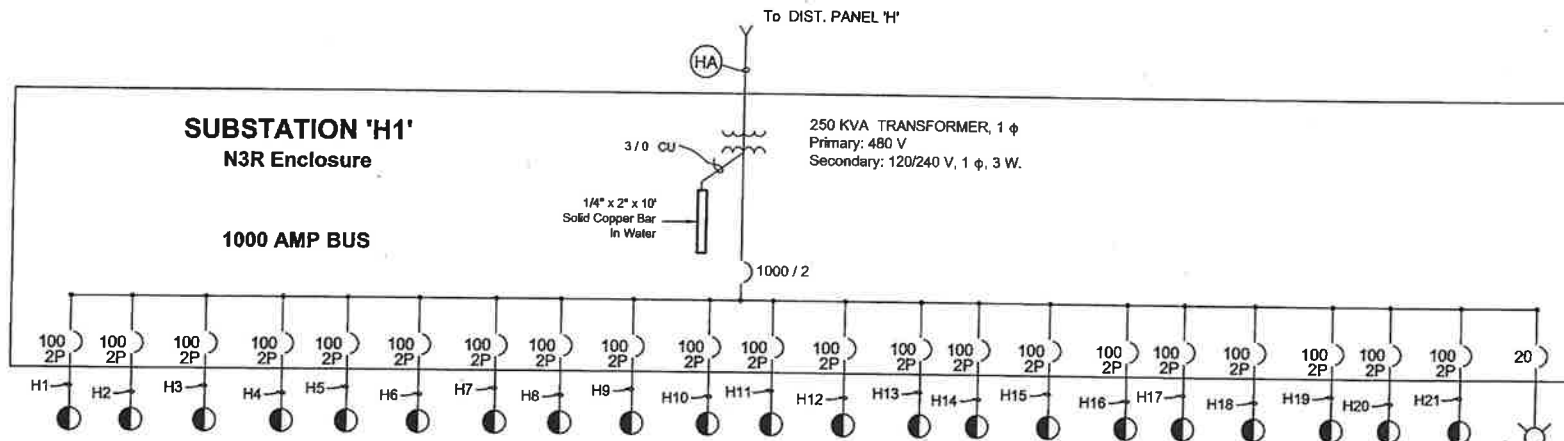 To DIST. PANEL 'H'
HA
SUBSTATION 'H1'
N3R Enclosure
1000 AMP BUS
3/0 CU
250 KVA TRANSFORMER, 1 ϕ
Primary: 480 V
Secondary: 120/240 V, 1 ϕ, 3 W.
1/4" x 2" x 10'
Solid Copper Bar
In Water
1000 / 2
100 100 100 100 100 100 100 100 100 100 100 100 100 100 100 100 100 100 100 100 100 20
2P 2P 2P 2P 2P 2P 2P 2P 2P 2P 2P 2P 2P 2P 2P 2P 2P 2P 2P 2P 2P
H1 H2 H3 H4 H5 H6 H7 H8 H9 H10 H11 H12 H13 H14 H15 H16 H17 H18 H19 H20 H21